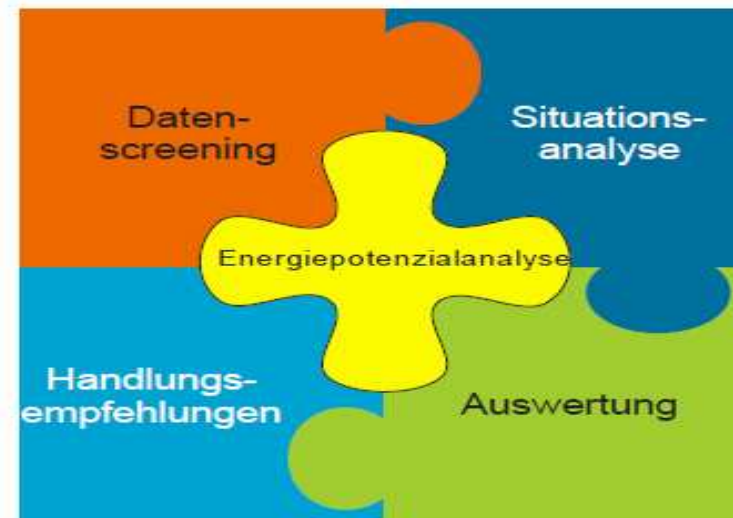 Daten-
screening
Situations-
analyse
Energiepotenzialanalyse
Handlungs-
empfehlungen
Auswertung